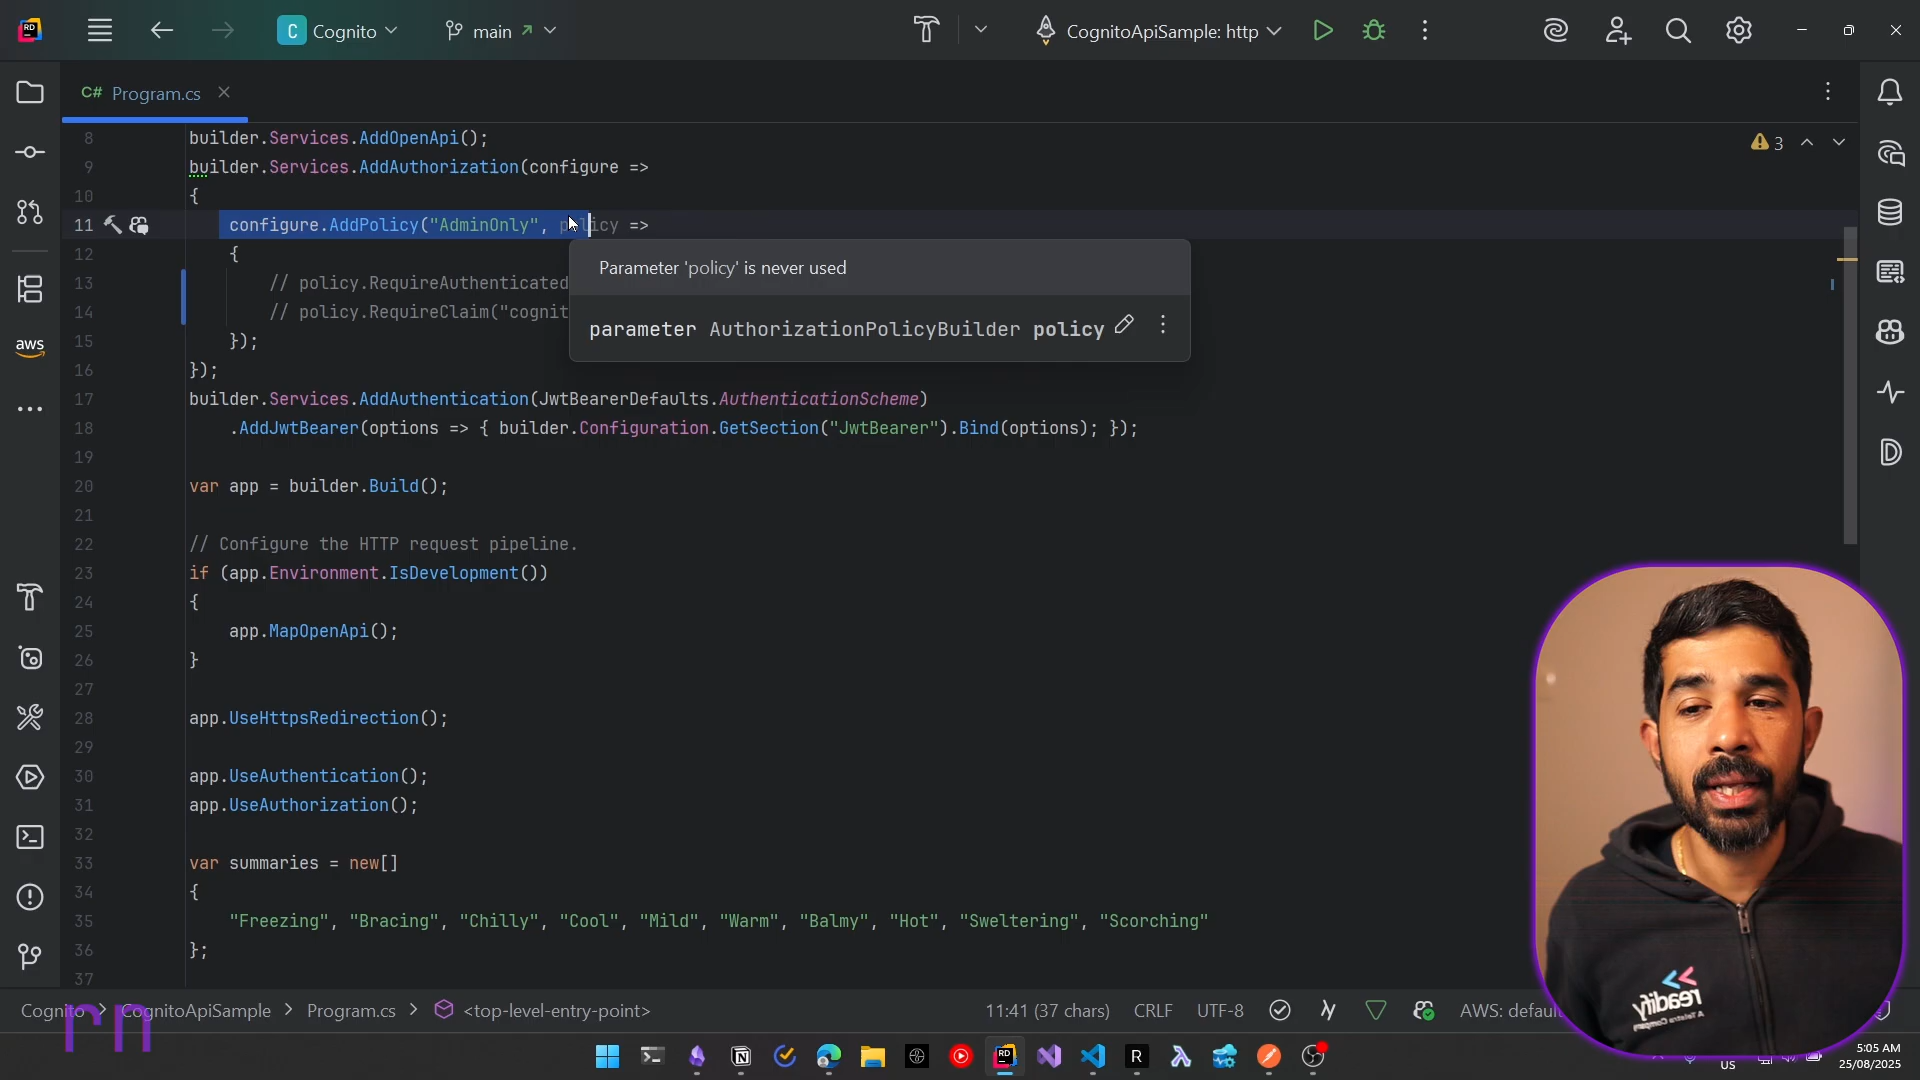 Cognito
main
CognitoApiSample: http
C# Program.cs
3
8 builder.Services.AddOpenApi();
9 builder.Services.AddAuthorization(configure =>
10 {
11 configure.AddPolicy("AdminOnly", policy =>
12 {
Parameter 'policy' is never used
13 // policy.RequireAuthenticated
14 // policy.RequireClaim("cognit
parameter AuthorizationPolicyBuilder policy
15 });
16 });
17 builder.Services.AddAuthentication(JwtBearerDefaults.AuthenticationScheme)
18 .AddJwtBearer(options => { builder.Configuration.GetSection("JwtBearer").Bind(options); });
19
20 var app = builder.Build();
21
22 // Configure the HTTP request pipeline.
23 if (app.Environment.IsDevelopment())
24 {
25 app.MapOpenApi();
26 }
27
28 app.UseHttpsRedirection();
29
30 app.UseAuthentication();
31 app.UseAuthorization();
32
33 var summaries = new[]
34 {
35 "Freezing", "Bracing", "Chilly", "Cool", "Mild", "Warm", "Balmy", "Hot", "Sweltering", "Scorching"
36 };
37
aws
readify
A Telstra Company
Cognito > CognitoApiSample > Program.cs > <top-level-entry-point>
11:41 (37 chars) CRLF UTF-8 AWS: default
rn
US
5:05 AM
25/08/2025